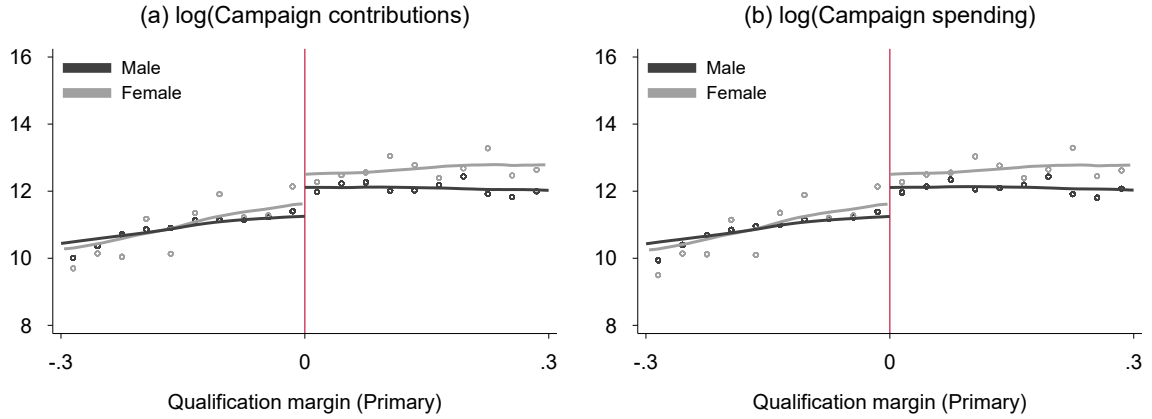 (a) log(Campaign contributions)
16
14
12
10
8
Male
Female
-.3
0
.3
Qualification margin (Primary)
(b) log(Campaign spending)
16
14
12
10
8
Male
Female
-.3
0
.3
Qualification margin (Primary)